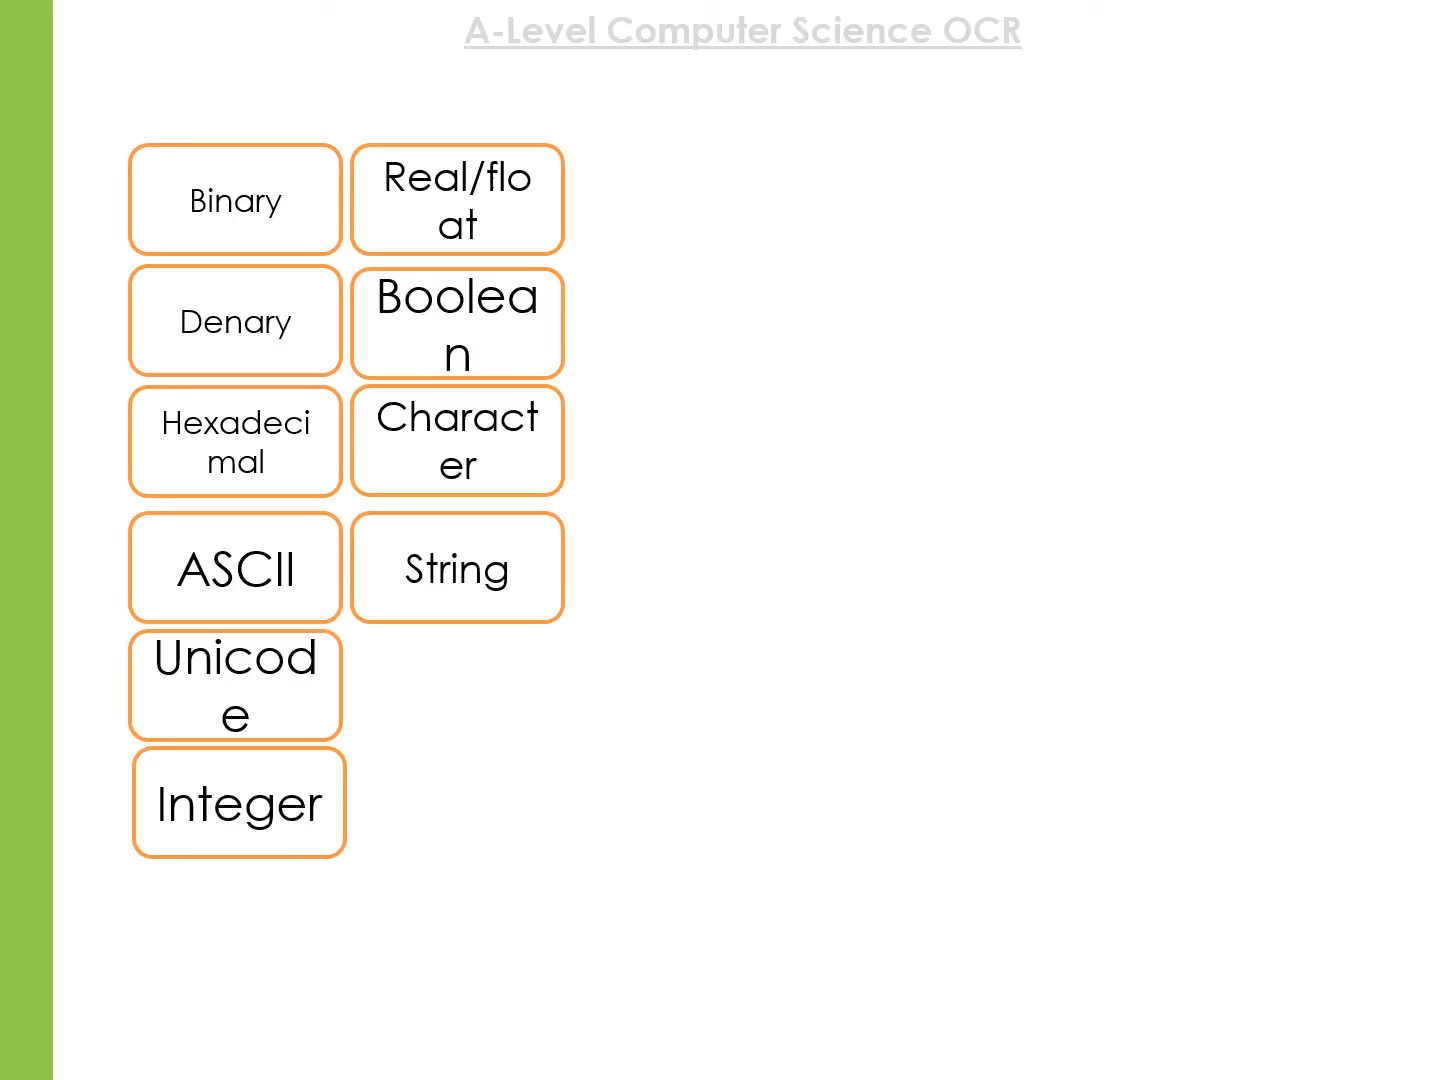 A-Level Computer Science OCR
Binary
Real/flo
at
Denary
Boolea
n
Hexadeci
mal
Charact
er
ASCII
String
Unicod
e
Integer